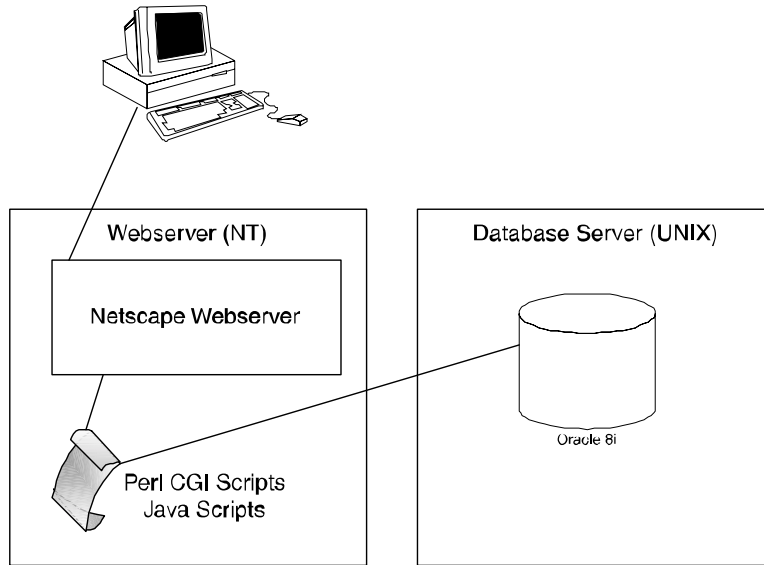 Webserver (NT)
Database Server (UNIX)
Netscape Webserver
Oracle 8i
Perl CGI Scripts
Java Scripts